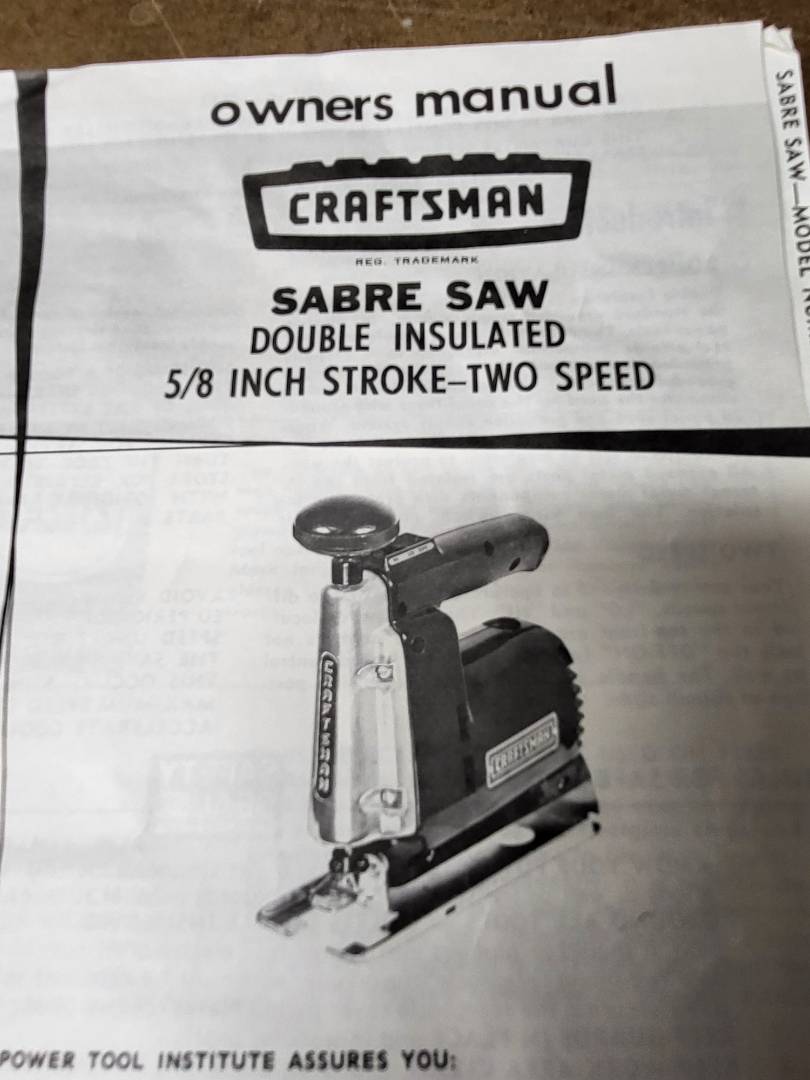 owners manual
CRAFTSMAN
REG. TRADEMARK
SABRE SAW
DOUBLE INSULATED
5/8 INCH STROKE–TWO SPEED
SABRE SAW—MODEL
CRAFTSMAN
CRAFTSMAN
POWER TOOL INSTITUTE ASSURES YOU: